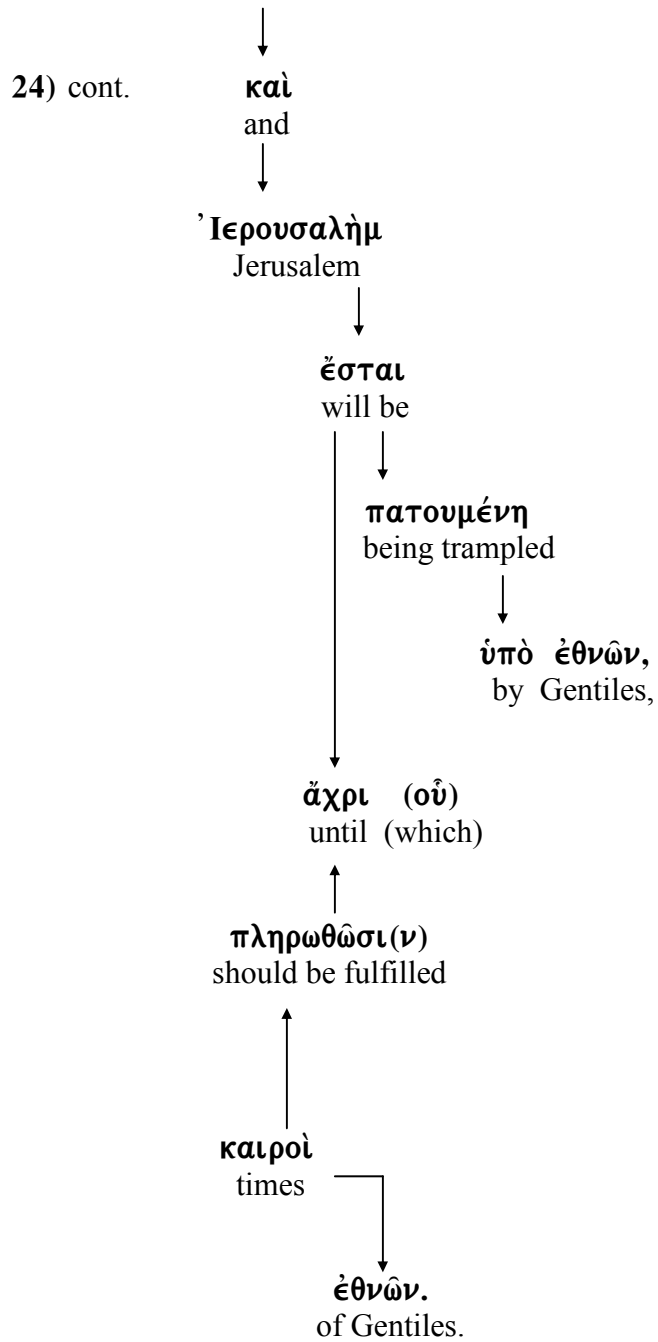 24) cont. καὶ
and
Ἰερουσαλὴμ
Jerusalem
ἔσται
will be
πατουμένη
being trampled
ὑπὸ ἐθνῶν,
by Gentiles,
ἄχρι (οὗ)
until (which)
πληρωθῶσι(ν)
should be fulfilled
καιροὶ
times
ἐθνῶν.
of Gentiles.